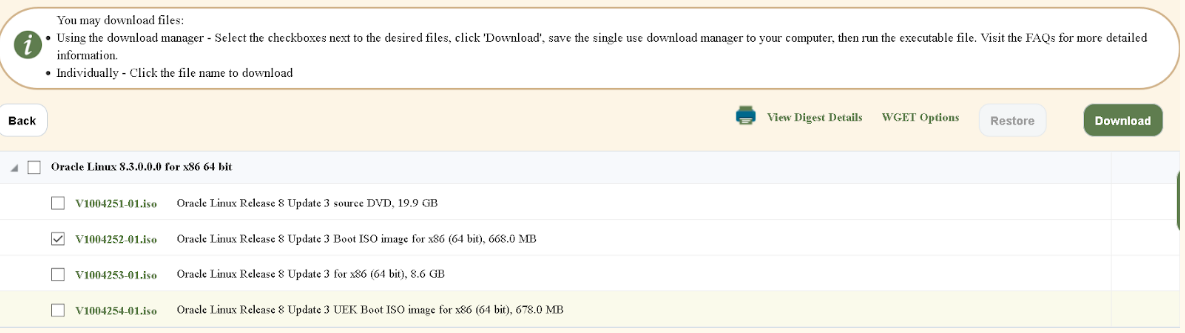 You may download files:
• Using the download manager - Select the checkboxes next to the desired files, click 'Download', save the single use download manager to your computer, then run the executable file. Visit the FAQs for more detailed
information.
• Individually - Click the file name to download
Back
View Digest Details
WGET Options
Restore
Download
Oracle Linux 8.3.0.0.0 for x86 64 bit
V1004251-01.iso Oracle Linux Release 8 Update 3 source DVD, 19.9 GB
V1004252-01.iso Oracle Linux Release 8 Update 3 Boot ISO image for x86 (64 bit), 668.0 MB
V1004253-01.iso Oracle Linux Release 8 Update 3 for x86 (64 bit), 8.6 GB
V1004254-01.iso Oracle Linux Release 8 Update 3 UEK Boot ISO image for x86 (64 bit), 678.0 MB